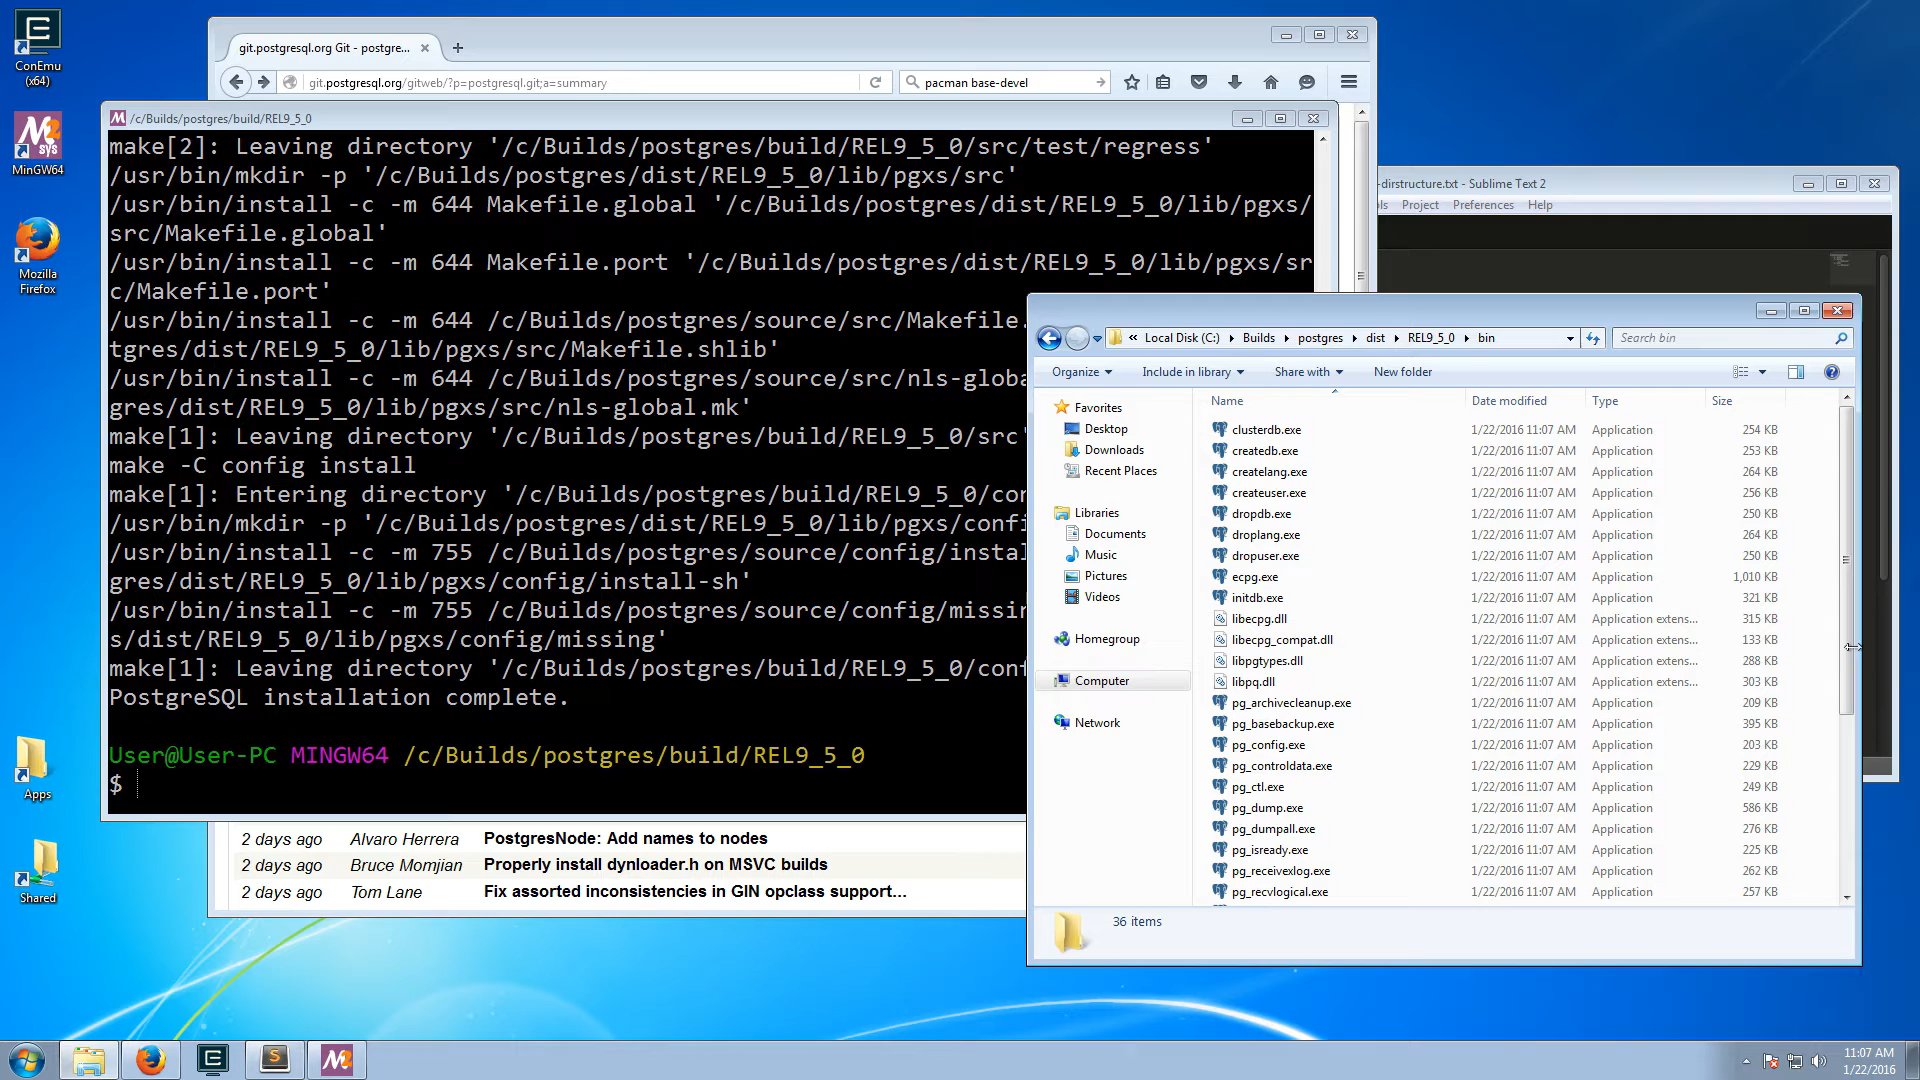 ConEmu
(x64)
MinGW64
Mozilla
Firefox
Apps
Shared
git.postgresql.org Git - postgre...
git.postgresql.org/gitweb/?p=postgresql.git;a=summary
pacman base-devel
/c/Builds/postgres/build/REL9_5_0
make[2]: Leaving directory '/c/Builds/postgres/build/REL9_5_0/src/test/regress'
/usr/bin/mkdir -p '/c/Builds/postgres/dist/REL9_5_0/lib/pgxs/src'
/usr/bin/install -c -m 644 Makefile.global '/c/Builds/postgres/dist/REL9_5_0/lib/pgxs/
src/Makefile.global'
/usr/bin/install -c -m 644 Makefile.port '/c/Builds/postgres/dist/REL9_5_0/lib/pgxs/sr
c/Makefile.port'
/usr/bin/install -c -m 644 /c/Builds/postgres/source/src/Makefile.
tgres/dist/REL9_5_0/lib/pgxs/src/Makefile.shlib'
/usr/bin/install -c -m 644 /c/Builds/postgres/source/src/nls-globa
gres/dist/REL9_5_0/lib/pgxs/src/nls-global.mk'
make[1]: Leaving directory '/c/Builds/postgres/build/REL9_5_0/src'
make -C config install
make[1]: Entering directory '/c/Builds/postgres/build/REL9_5_0/con
/usr/bin/mkdir -p '/c/Builds/postgres/dist/REL9_5_0/lib/pgxs/confi
/usr/bin/install -c -m 755 /c/Builds/postgres/source/config/instal
gres/dist/REL9_5_0/lib/pgxs/config/install-sh'
/usr/bin/install -c -m 755 /c/Builds/postgres/source/config/missin
s/dist/REL9_5_0/lib/pgxs/config/missing'
make[1]: Leaving directory '/c/Builds/postgres/build/REL9_5_0/conf
PostgreSQL installation complete.
User@User-PC MINGW64 /c/Builds/postgres/build/REL9_5_0
$
2 days ago Alvaro Herrera PostgresNode: Add names to nodes
2 days ago Bruce Momjian Properly install dynloader.h on MSVC builds
2 days ago Tom Lane Fix assorted inconsistencies in GIN opclass support...
-dirstructure.txt - Sublime Text 2
ls Project Preferences Help
« Local Disk (C:) Builds postgres dist REL9_5_0 bin
Search bin
Organize Include in library Share with New folder
Favorites
Desktop
Downloads
Recent Places
Libraries
Documents
Music
Pictures
Videos
Homegroup
Computer
Network
Name Date modified Type Size
clusterdb.exe 1/22/2016 11:07 AM Application 254 KB
createdb.exe 1/22/2016 11:07 AM Application 253 KB
createlang.exe 1/22/2016 11:07 AM Application 264 KB
createuser.exe 1/22/2016 11:07 AM Application 256 KB
dropdb.exe 1/22/2016 11:07 AM Application 250 KB
droplang.exe 1/22/2016 11:07 AM Application 264 KB
dropuser.exe 1/22/2016 11:07 AM Application 250 KB
ecpg.exe 1/22/2016 11:07 AM Application 1,010 KB
initdb.exe 1/22/2016 11:07 AM Application 321 KB
libecpg.dll 1/22/2016 11:07 AM Application extens... 315 KB
libecpg_compat.dll 1/22/2016 11:07 AM Application extens... 133 KB
libpgtypes.dll 1/22/2016 11:07 AM Application extens... 288 KB
libpq.dll 1/22/2016 11:07 AM Application extens... 303 KB
pg_archivecleanup.exe 1/22/2016 11:07 AM Application 209 KB
pg_basebackup.exe 1/22/2016 11:07 AM Application 395 KB
pg_config.exe 1/22/2016 11:07 AM Application 203 KB
pg_controldata.exe 1/22/2016 11:07 AM Application 229 KB
pg_ctl.exe 1/22/2016 11:07 AM Application 249 KB
pg_dump.exe 1/22/2016 11:07 AM Application 586 KB
pg_dumpall.exe 1/22/2016 11:07 AM Application 276 KB
pg_isready.exe 1/22/2016 11:07 AM Application 225 KB
pg_receivexlog.exe 1/22/2016 11:07 AM Application 262 KB
pg_recvlogical.exe 1/22/2016 11:07 AM Application 257 KB
36 items
11:07 AM
1/22/2016